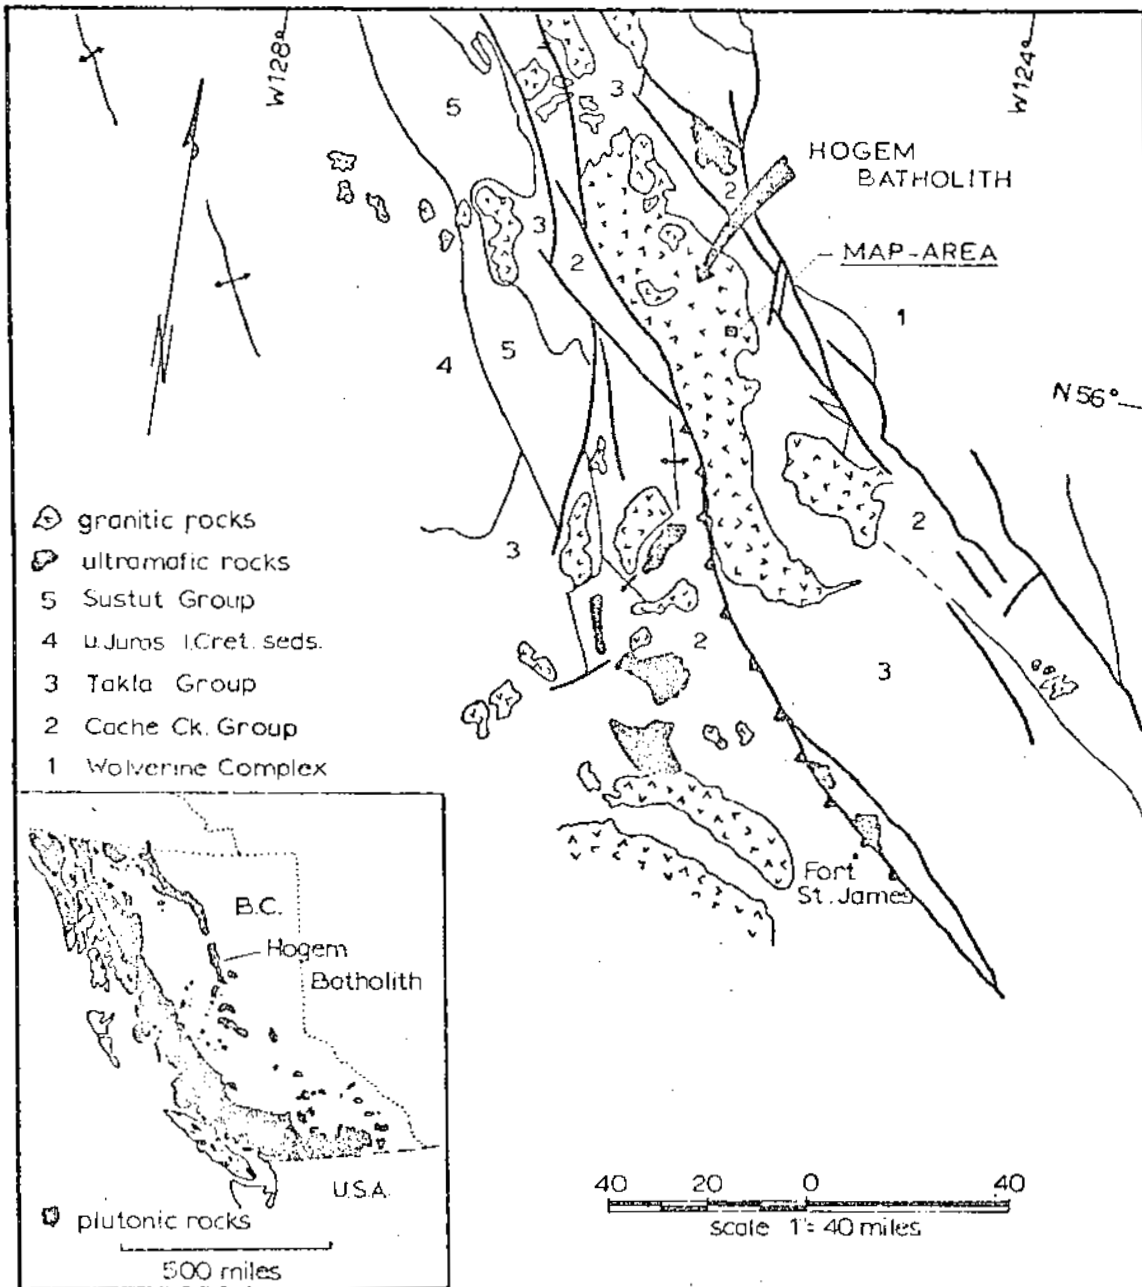 W128°
W124°
5
3
HOGEM
BATHOLITH
2
3
2
MAP-AREA
1
5
4
N56°
2
3
2
3
granitic rocks
ultramafic rocks
5 Sustut Group
4 u.Juras l.Cret. seds.
3 Takla Group
2 Cache Ck. Group
1 Wolverine Complex
Fort
St. James
B.C.
Hogem
Batholith
U.S.A.
plutonic rocks
500 miles
40 20 0 40
scale 1"= 40 miles